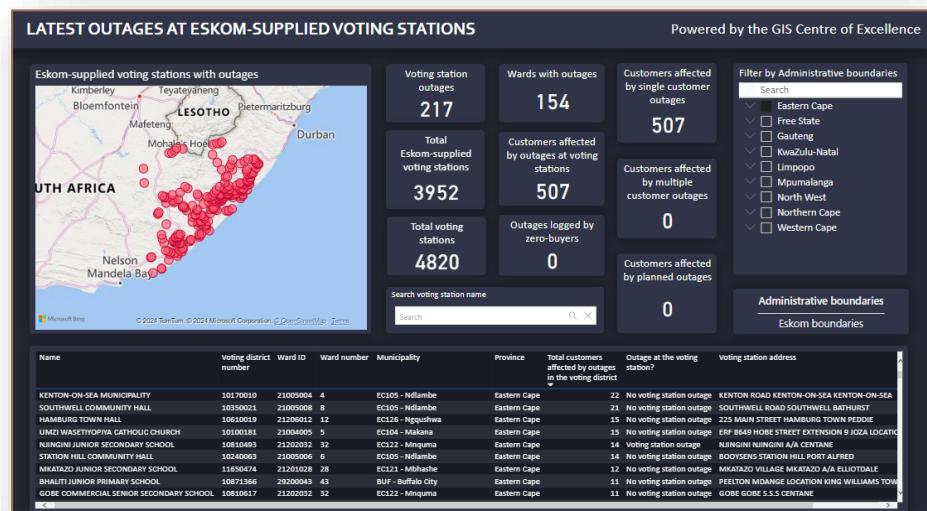 LATEST OUTAGES AT ESKOM-SUPPLIED VOTING STATIONS
Powered by the GIS Centre of Excellence
Eskom-supplied voting stations with outages
Kimberley
Teyateyaneng
Bloemfontein
LESOTHO
Pietermaritzburg
Mafeteng
Durban
Mohale's Hoek
UTH AFRICA
Nelson
Mandela Bay
Microsoft Bing
© 2024 TomTom, © 2024 Microsoft Corporation, © OpenStreetMap Terms
Voting station
outages
217
Wards with outages
154
Customers affected
by single customer
outages
507
Total
Eskom-supplied
voting stations
3952
Customers affected
by outages at voting
stations
507
Customers affected
by multiple
customer outages
0
Total voting
stations
4820
Outages logged by
zero-buyers
0
Customers affected
by planned outages
0
Search voting station name
Search
Filter by Administrative boundaries
Search
Eastern Cape
Free State
Gauteng
KwaZulu-Natal
Limpopo
Mpumalanga
North West
Northern Cape
Western Cape
Administrative boundaries
Eskom boundaries
Name Voting district number Ward ID Ward number Municipality Province Total customers affected by outages in the voting district Outage at the voting station? Voting station address
KENTON-ON-SEA MUNICIPALITY 10170010 21005004 4 EC105 - Ndlambe Eastern Cape 22 No voting station outage KENTON ROAD KENTON-ON-SEA KENTON-ON-SEA
SOUTHWELL COMMUNITY HALL 10350021 21005008 8 EC105 - Ndlambe Eastern Cape 21 No voting station outage SOUTHWELL ROAD SOUTHWELL BATHURST
HAMBURG TOWN HALL 10610019 21206012 12 EC126 - Ngqushwa Eastern Cape 15 No voting station outage 225 MAIN STREET HAMBURG TOWN PEDDIE
UMZI WASETIYOPIYA CATHOLIC CHURCH 10100181 21004005 5 EC104 - Makana Eastern Cape 15 No voting station outage ERF 8649 HOBE STREET EXTENSION 9 JOZA LOCATIO
NJINGINI JUNIOR SECONDARY SCHOOL 10810493 21202032 32 EC122 - Mnquma Eastern Cape 14 Voting station outage NJINGINI NJINGINI A/A CENTANE
STATION HILL COMMUNITY HALL 10240063 21005006 6 EC105 - Ndlambe Eastern Cape 14 No voting station outage BOOYSENS STATION HILL PORT ALFRED
MKATAZO JUNIOR SECONDARY SCHOOL 11650474 21201028 28 EC121 - Mbhashe Eastern Cape 12 No voting station outage MKATAZO VILLAGE MKATAZO A/A ELLIOTDALE
BHALITI JUNIOR PRIMARY SCHOOL 10871366 29200043 43 BUF - Buffalo City Eastern Cape 11 No voting station outage PEELTON MDANGE LOCATION KING WILLIAMS TOW
GOBE COMMERCIAL SENIOR SECONDARY SCHOOL 10810617 21202032 32 EC122 - Mnquma Eastern Cape 11 No voting station outage GOBE GOBE S.S.S CENTANE